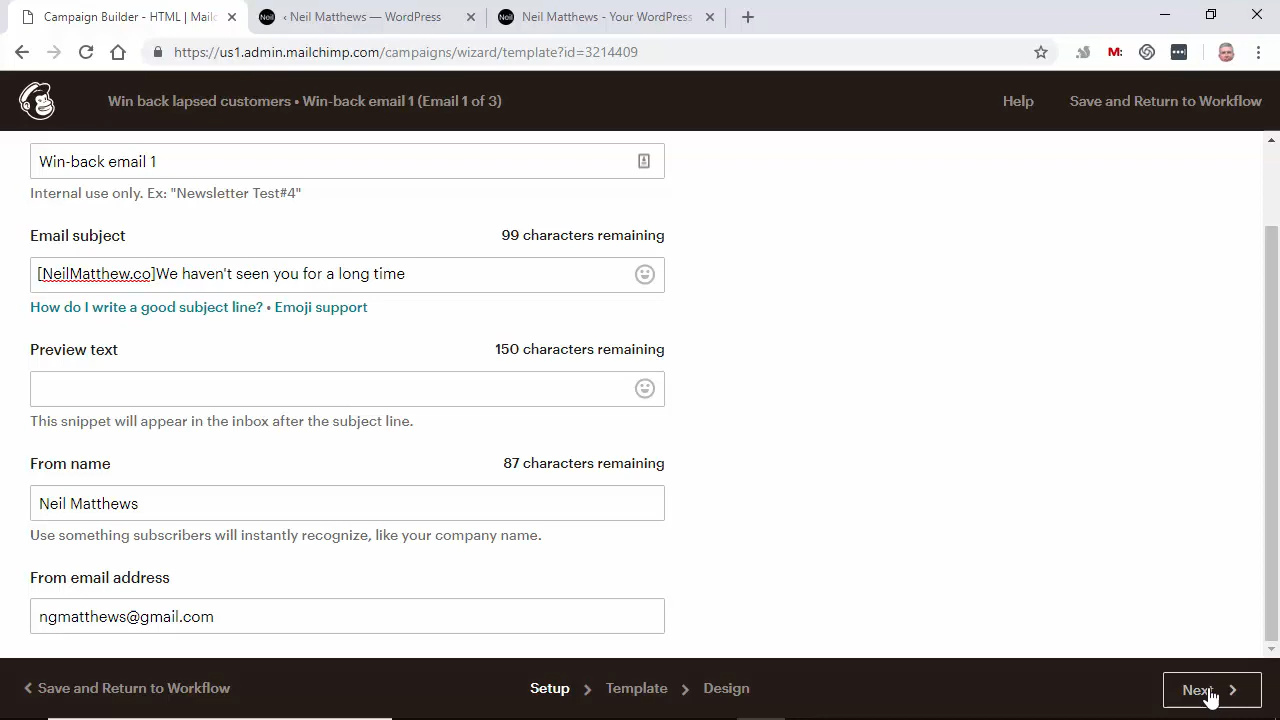 Campaign Builder - HTML | Mailc
‹ Neil Matthews — WordPress
Neil Matthews - Your WordPress
https://us1.admin.mailchimp.com/campaigns/wizard/template?id=3214409
M:
Win back lapsed customers • Win-back email 1 (Email 1 of 3)
Help
Save and Return to Workflow
Win-back email 1
Internal use only. Ex: "Newsletter Test#4"
Email subject
99 characters remaining
[NeilMatthew.co]We haven't seen you for a long time
How do I write a good subject line? • Emoji support
Preview text
150 characters remaining
This snippet will appear in the inbox after the subject line.
From name
87 characters remaining
Neil Matthews
Use something subscribers will instantly recognize, like your company name.
From email address
ngmatthews@gmail.com
Save and Return to Workflow
Setup
Template
Design
Next